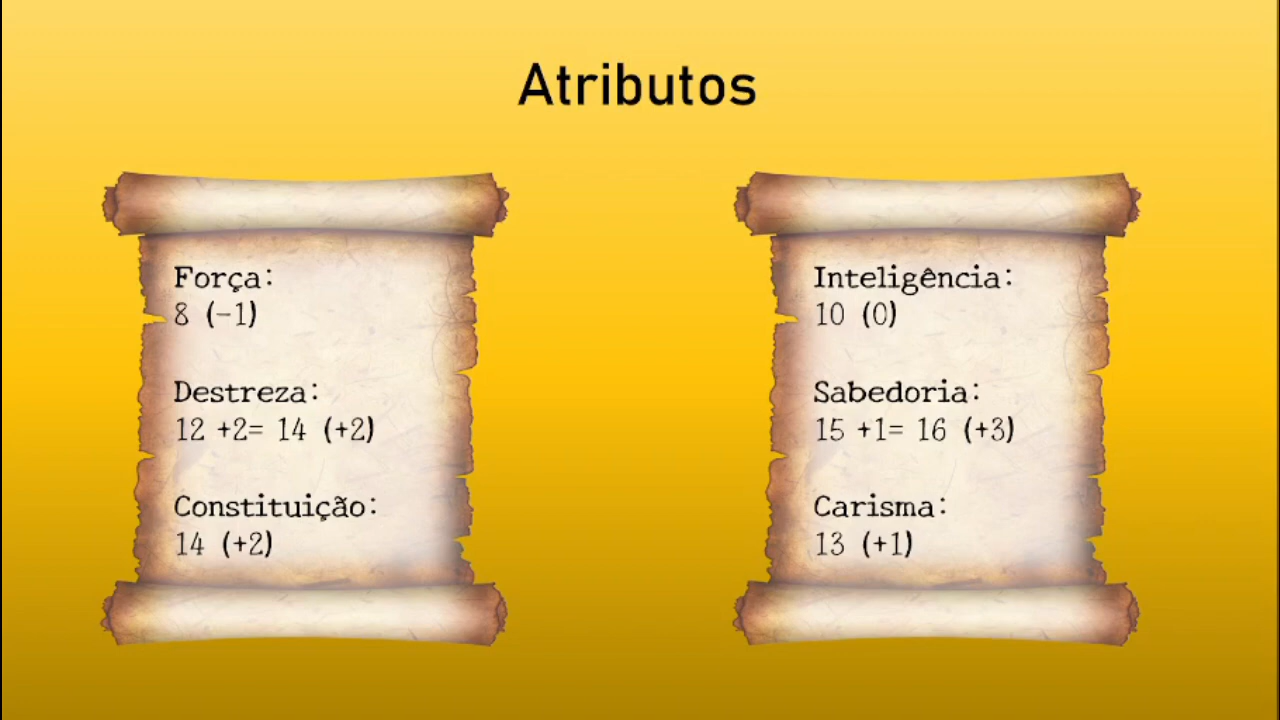 Atributos
Força:
8 (-1)
Destreza:
12 +2= 14 (+2)
Constituição:
14 (+2)
Inteligência:
10 (0)
Sabedoria:
15 +1= 16 (+3)
Carisma:
13 (+1)